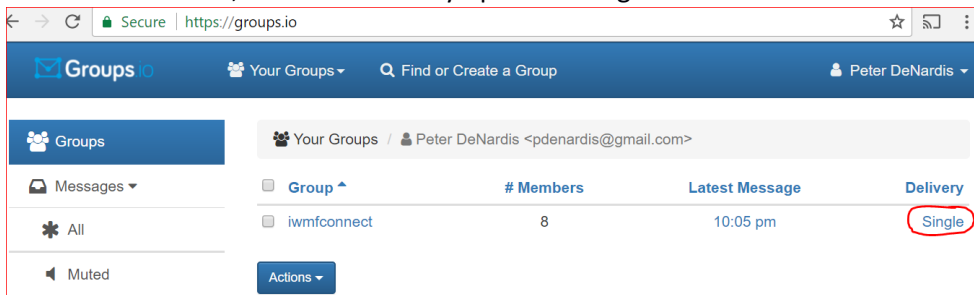 Secure | https://groups.io
Groups.io Your Groups Find or Create a Group Peter DeNardis
Groups
Your Groups / Peter DeNardis <pdenardis@gmail.com>
Messages
Group # Members Latest Message Delivery
All
iwmfconnect 8 10:05 pm Single
Muted
Actions